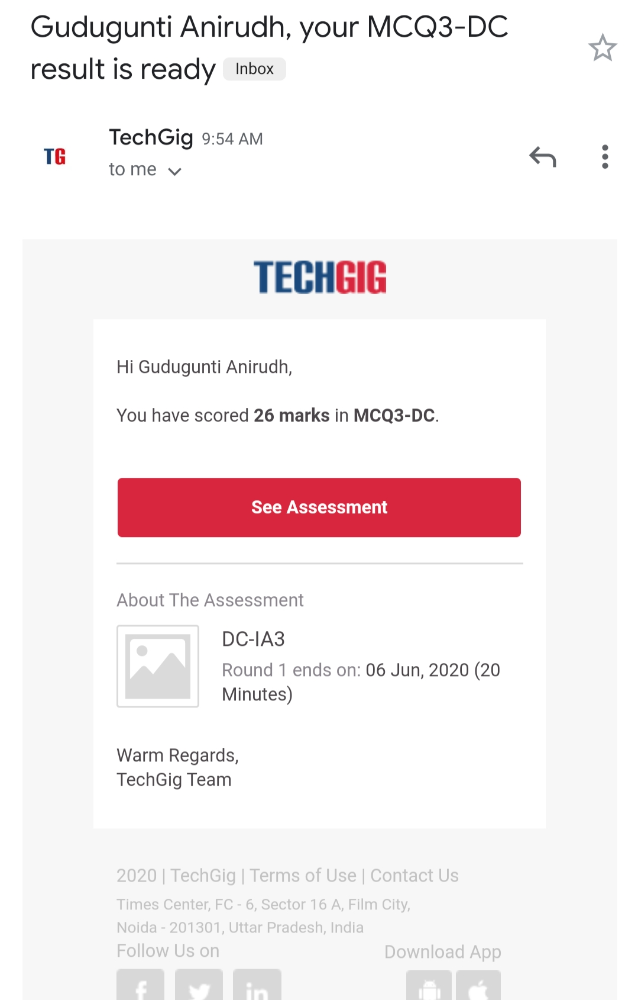 Gudugunti Anirudh, your MCQ3-DC
result is ready Inbox
TG
TechGig 9:54 AM
to me
TECHGIG
Hi Gudugunti Anirudh,
You have scored 26 marks in MCQ3-DC.
See Assessment
About The Assessment
DC-IA3
Round 1 ends on: 06 Jun, 2020 (20
Minutes)
Warm Regards,
TechGig Team
2020 | TechGig | Terms of Use | Contact Us
Times Center, FC - 6, Sector 16 A, Film City,
Noida - 201301, Uttar Pradesh, India
Follow Us on
Download App
f
in